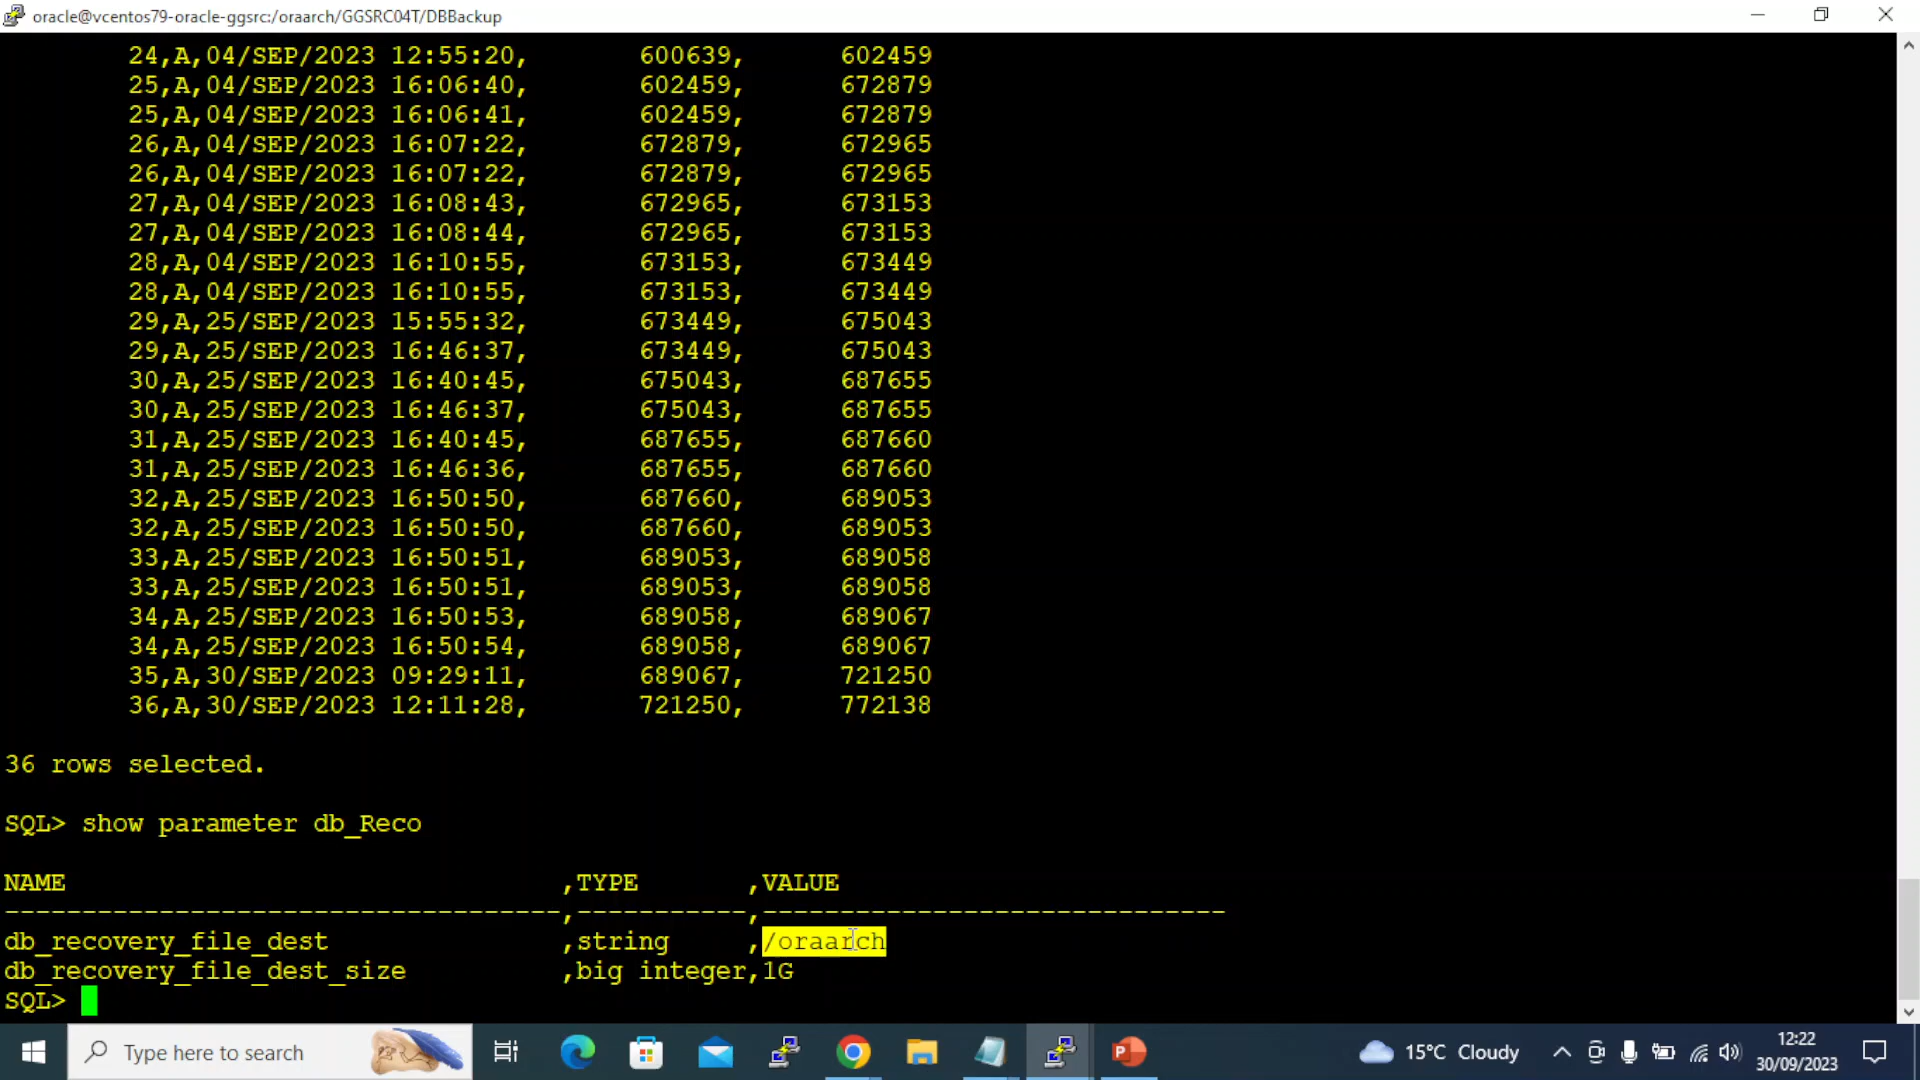 oracle@vcentos79-oracle-ggsrc:/oraarch/GGSRC04T/DBBackup
24,A,04/SEP/2023 12:55:20, 600639, 602459
25,A,04/SEP/2023 16:06:40, 602459, 672879
25,A,04/SEP/2023 16:06:41, 602459, 672879
26,A,04/SEP/2023 16:07:22, 672879, 672965
26,A,04/SEP/2023 16:07:22, 672879, 672965
27,A,04/SEP/2023 16:08:43, 672965, 673153
27,A,04/SEP/2023 16:08:44, 672965, 673153
28,A,04/SEP/2023 16:10:55, 673153, 673449
28,A,04/SEP/2023 16:10:55, 673153, 673449
29,A,25/SEP/2023 15:55:32, 673449, 675043
29,A,25/SEP/2023 16:46:37, 673449, 675043
30,A,25/SEP/2023 16:40:45, 675043, 687655
30,A,25/SEP/2023 16:46:37, 675043, 687655
31,A,25/SEP/2023 16:40:45, 687655, 687660
31,A,25/SEP/2023 16:46:36, 687655, 687660
32,A,25/SEP/2023 16:50:50, 687660, 689053
32,A,25/SEP/2023 16:50:50, 687660, 689053
33,A,25/SEP/2023 16:50:51, 689053, 689058
33,A,25/SEP/2023 16:50:51, 689053, 689058
34,A,25/SEP/2023 16:50:53, 689058, 689067
34,A,25/SEP/2023 16:50:54, 689058, 689067
35,A,30/SEP/2023 09:29:11, 689067, 721250
36,A,30/SEP/2023 12:11:28, 721250, 772138
36 rows selected.
SQL> show parameter db_Reco
NAME ,TYPE ,VALUE
------------------------------------,-----------,------------------------------
db_recovery_file_dest ,string ,/oraarch
db_recovery_file_dest_size ,big integer,1G
SQL>
Type here to search
15°C Cloudy
12:22
30/09/2023